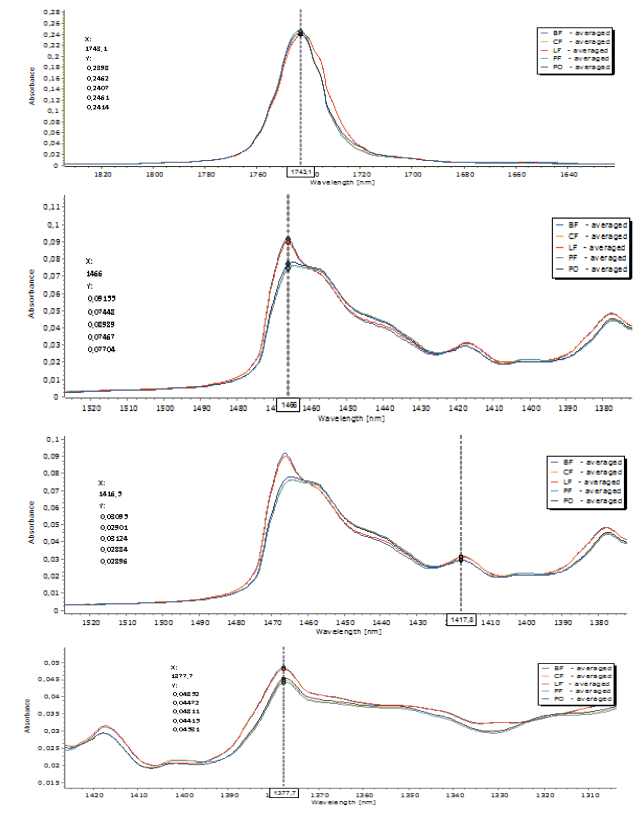 0,28
0,26
0,24
0,22
0,2
0,18
0,16
0,14
0,12
0,1
0,08
0,06
0,04
0,02
0
Absorbance
X:
1743,1
Y:
0,2398
0,2462
0,2407
0,2461
0,2414
BF - averaged
CF - averaged
LF - averaged
PF - averaged
PO - averaged
1820 1800 1780 1760 1743,1 1720 1700 1680 1660 1640
Wavelength [nm]
0,11
0,1
0,09
0,08
0,07
0,06
0,05
0,04
0,03
0,02
0,01
0
Absorbance
X:
1466
Y:
0,09155
0,07448
0,08989
0,07467
0,07704
BF - averaged
CF - averaged
LF - averaged
PF - averaged
PO - averaged
1520 1510 1500 1490 1480 1466 1460 1450 1440 1430 1420 1410 1400 1390 1380
Wavelength [nm]
0,1
0,09
0,08
0,07
0,06
0,05
0,04
0,03
0,02
0,01
0
Absorbance
X:
1416,9
Y:
0,03095
0,02901
0,03124
0,02884
0,02896
BF - averaged
CF - averaged
LF - averaged
PF - averaged
PO - averaged
1520 1510 1500 1490 1480 1470 1460 1450 1440 1430 1417,8 1410 1400 1390 1380
Wavelength [nm]
0,05
0,045
0,035
0,03
0,025
0,02
0,015
Absorbance
X:
1377,7
Y:
0,04472
0,04811
0,04419
BF - averaged
CF - averaged
LF - averaged
PF - averaged
PO - averaged
1420 1410 1400 1390 1377,7 1370 1360 1350 1340 1330 1320 1310
Wavelength [nm]